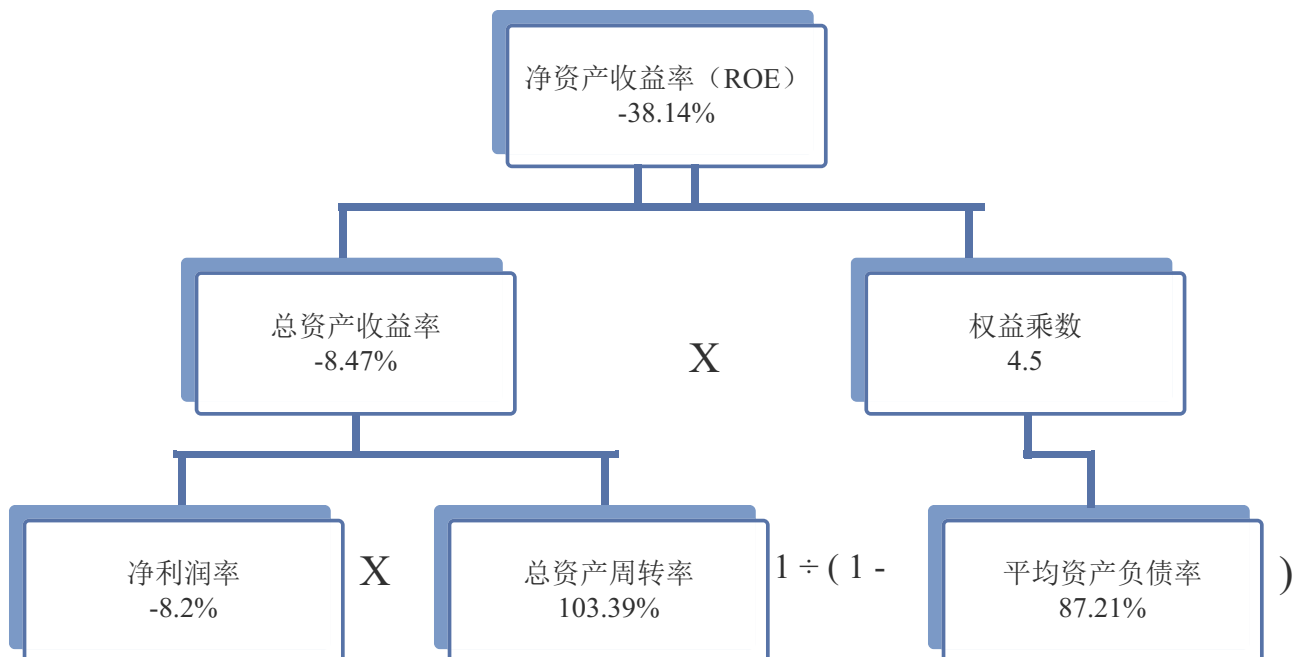 净资产收益率（ROE）
-38.14%
总资产收益率
-8.47%
X
权益乘数
4.5
净利润率
-8.2%
X
总资产周转率
103.39%
1 ÷ ( 1 -
平均资产负债率
87.21%
)